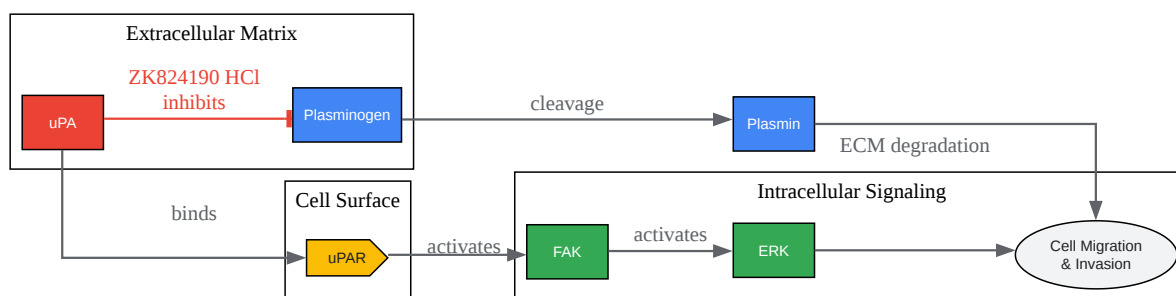 Extracellular Matrix
ZK824190 HCl
inhibits
uPA
Plasminogen
cleavage
Plasmin
ECM degradation
binds
Cell Surface
uPAR
activates
Intracellular Signaling
FAK
activates
ERK
Cell Migration
& Invasion